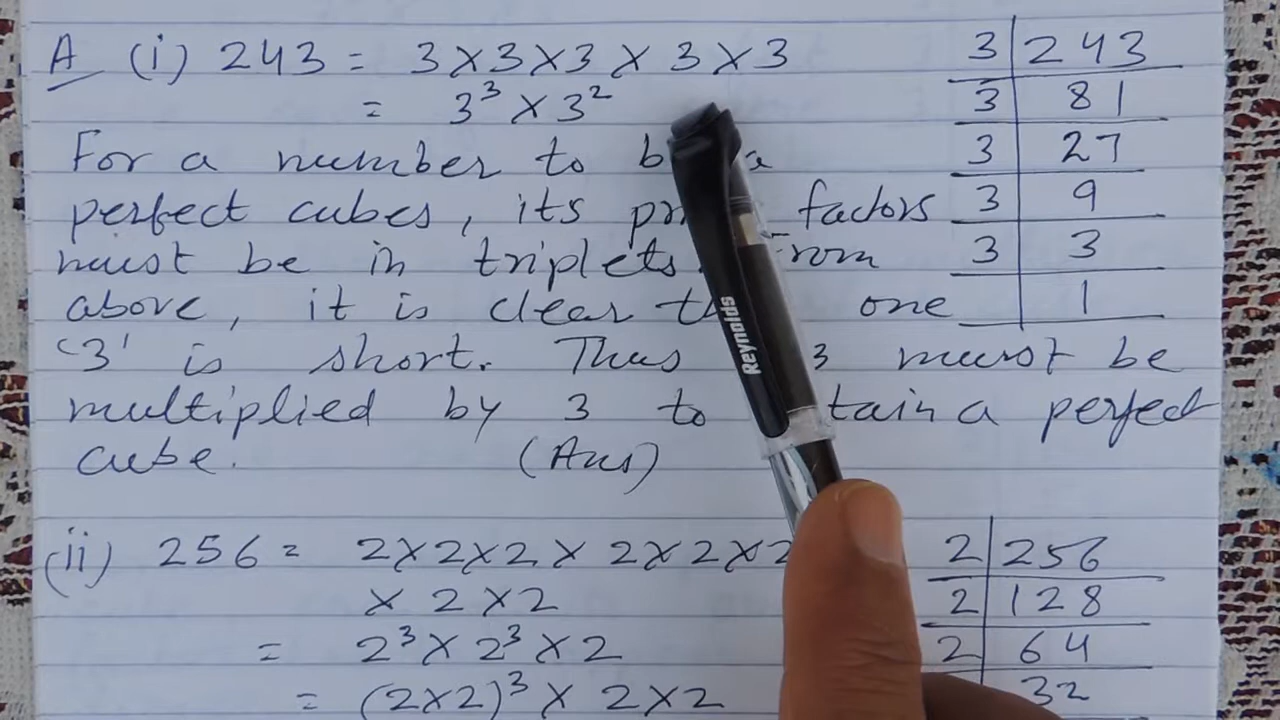 A (i) 243 = 3×3×3×3×3
= 3³×3²
For a number to a
perfect cubes, its factors
must be in triplets. From
above, it is clear one
'3' is short. Thus 3 must be
multiplied by 3 to a perfect
cube. (Ans)
3 | 243
3 | 81
3 | 27
3 | 9
3 | 3
1
Reynolds
(ii) 256 = 2×2×2×2×2×2
×2×2
= 2³×2³×2
= (2×2)³×2×2
2 | 256
2 | 128
2 | 64
32